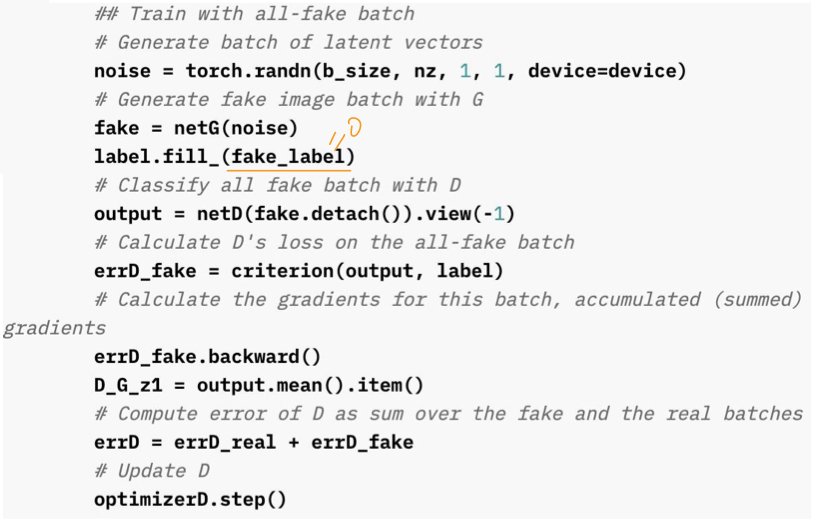 ## Train with all-fake batch
# Generate batch of latent vectors
noise = torch.randn(b_size, nz, 1, 1, device=device)
# Generate fake image batch with G
fake = netG(noise)
label.fill_(fake_label)
# Classify all fake batch with D
output = netD(fake.detach()).view(-1)
# Calculate D's loss on the all-fake batch
errD_fake = criterion(output, label)
# Calculate the gradients for this batch, accumulated (summed)
gradients
errD_fake.backward()
D_G_z1 = output.mean().item()
# Compute error of D as sum over the fake and the real batches
errD = errD_real + errD_fake
# Update D
optimizerD.step()